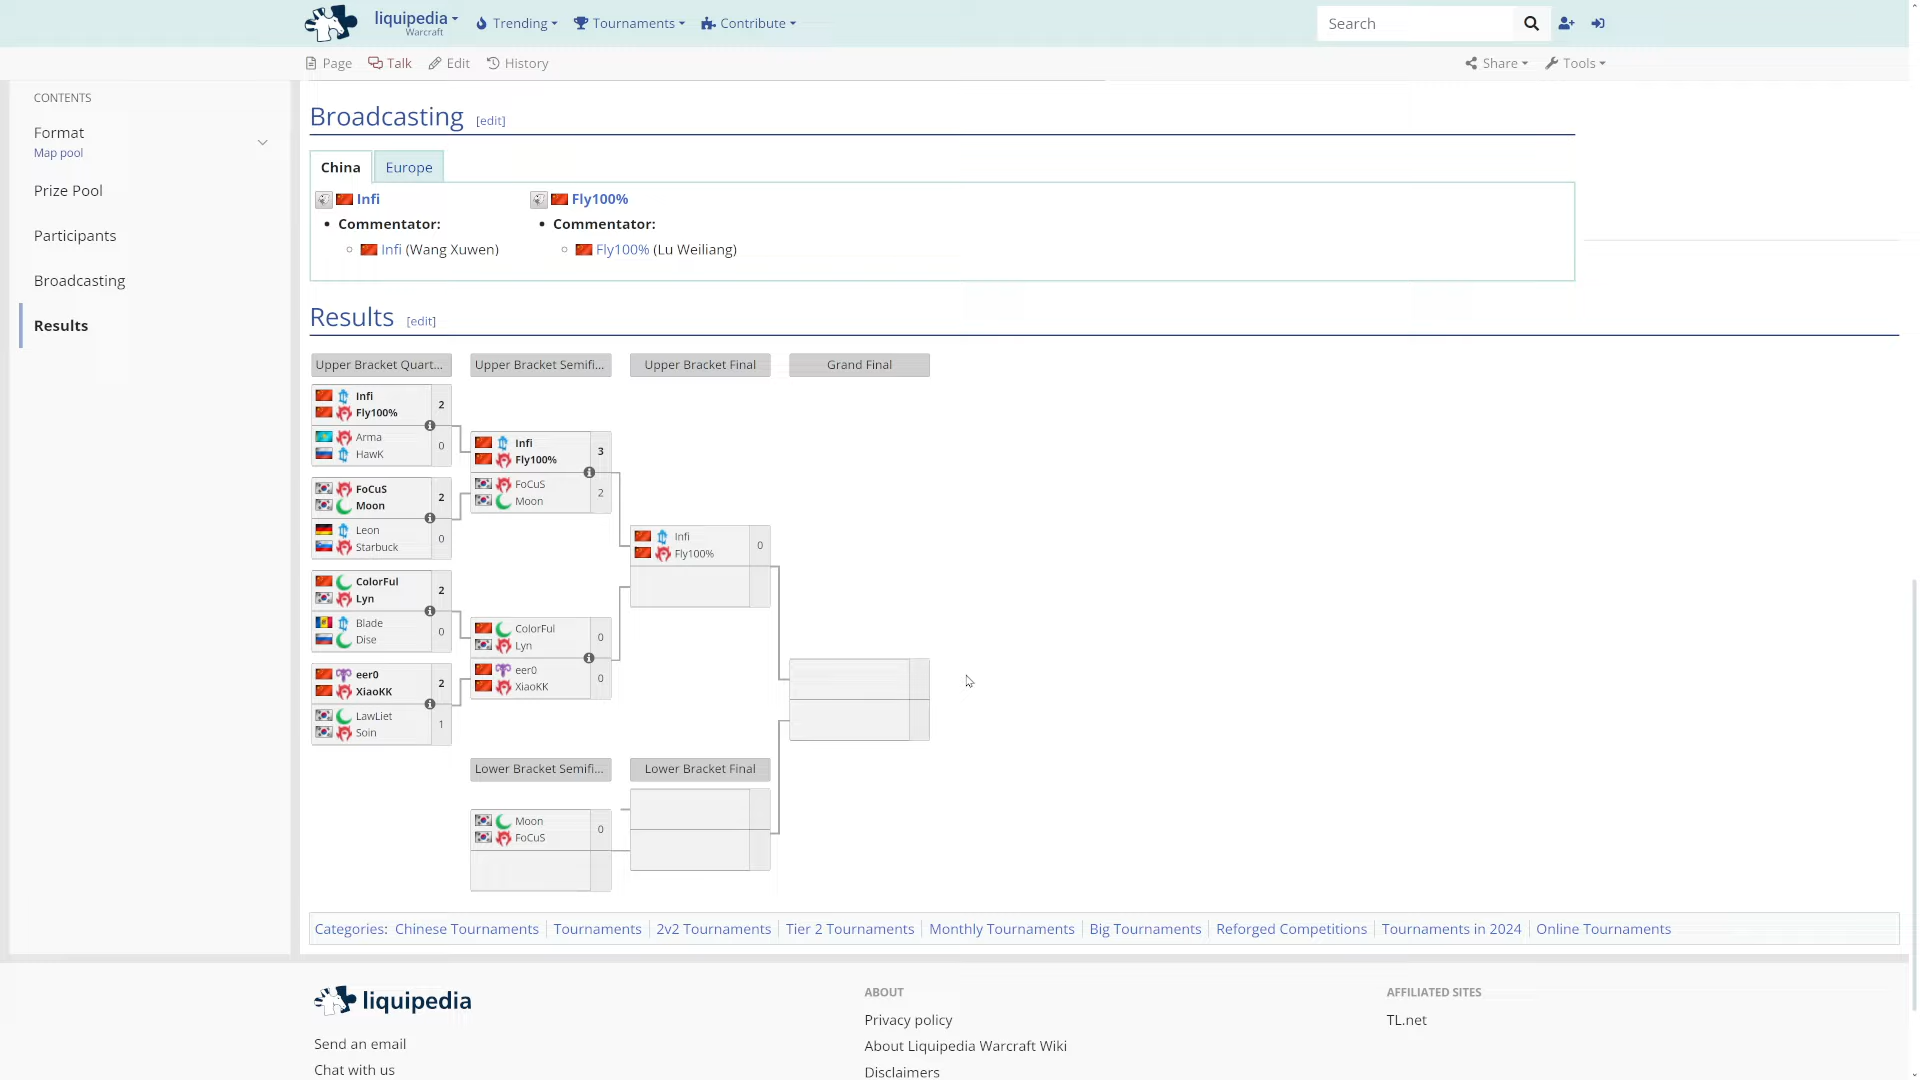 liquipedia
Warcraft
Trending
Tournaments
Contribute
Search
Page
Talk
Edit
History
Share
Tools
CONTENTS
Format
Map pool
Prize Pool
Participants
Broadcasting
Results
Broadcasting [edit]
China
Europe
Infi
Commentator:
Infi (Wang Xuwen)
Fly100%
Commentator:
Fly100% (Lu Weiliang)
Results [edit]
Upper Bracket Quart...
Upper Bracket Semifi...
Upper Bracket Final
Grand Final
Infi
Fly100%
2
Arma
HawK
0
FoCuS
Moon
2
Leon
Starbuck
0
ColorFul
Lyn
2
Blade
Dise
0
eer0
XiaoKK
2
LawLiet
Soin
1
Infi
Fly100%
3
FoCuS
Moon
2
ColorFul
Lyn
0
eer0
XiaoKK
0
Infi
Fly100%
0
Lower Bracket Semifi...
Lower Bracket Final
Moon
FoCuS
0
Categories: Chinese Tournaments Tournaments 2v2 Tournaments Tier 2 Tournaments Monthly Tournaments Big Tournaments Reforged Competitions Tournaments in 2024 Online Tournaments
liquipedia
Send an email
Chat with us
ABOUT
Privacy policy
About Liquipedia Warcraft Wiki
Disclaimers
AFFILIATED SITES
TL.net